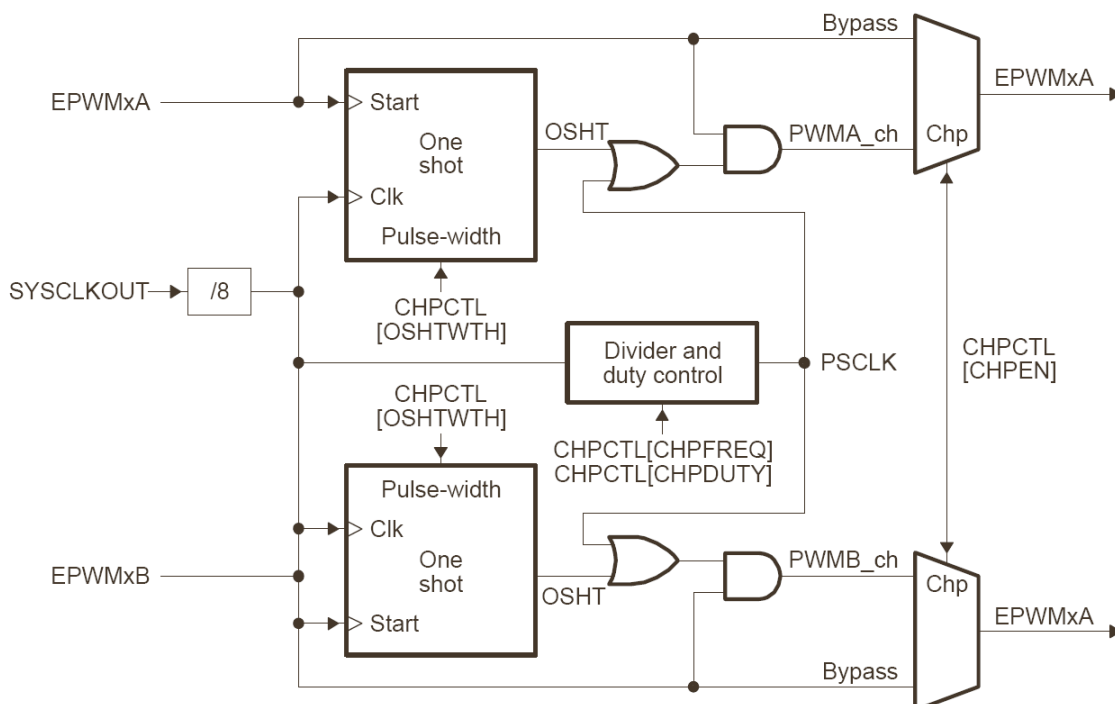 Bypass
EPWMxA
EPWMxA
Start
One
shot
OSHT
PWMA_ch
Chp
Clk
Pulse-width
SYSCLKOUT
/8
CHPCTL
[OSHTWTH]
Divider and
duty control
PSCLK
CHPCTL
[CHPEN]
CHPCTL
[OSHTWTH]
CHPCTL[CHPFREQ]
CHPCTL[CHPDUTY]
Pulse-width
Clk
One
shot
EPWMxB
OSHT
PWMB_ch
Chp
EPWMxA
Start
Bypass